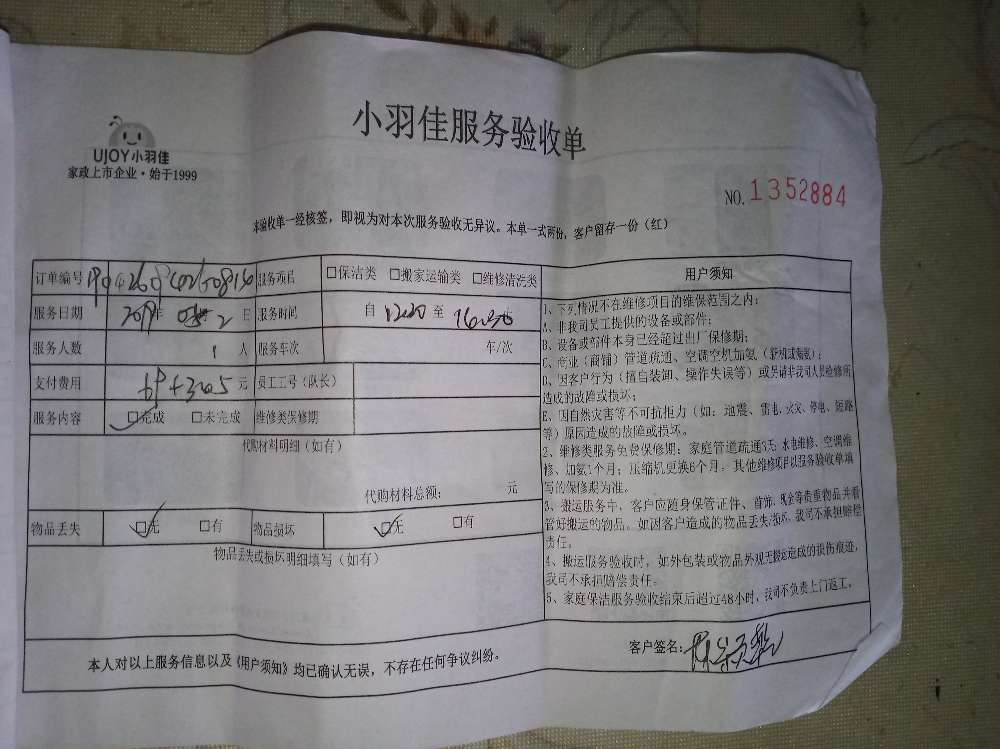 小羽佳服务验收单
UJOY小羽佳
家政上市企业·始于1999
NO.1352884
本验收单一经核签，即视为对本次服务验收无异议。本单一式两份，客户留存一份（红）
订单编号 服务项目 □保洁类 □搬家运输类 □维修清洗类
服务日期 2019年 2日 服务时间 自 至
服务人数 1人 服务车次 车/次
支付费用 元 员工工号（队长）
服务内容 □完成 □未完成 维修类保修期
代购材料明细（如有）
代购材料总额： 元
物品丢失 □无 □有 物品损坏 □无 □有
物品丢失或损坏明细填写（如有）
用户须知
1、下列情况不在维修项目的维保范围之内：
A、非我司员工提供的设备或部件；
B、设备或部件本身已经超过出厂保修期；
C、商业（商铺）管道疏通、空调空机加氨（新机或需氨）；
D、因客户行为（擅自装卸、操作失误等）或另请非我司人员检修所
造成的故障或损坏；
E、因自然灾害等不可抗拒力（如：地震、雷电、火灾、停电、短路
等）原因造成的故障或损坏。
2、维修类服务免费保修期：家庭管道疏通3天，水电维修、空调维
修、加氨1个月；压缩机更换6个月，其他维修项目以服务验收单填
写的保修期为准。
3、搬运服务中，客户应随身保管证件、首饰、现金等贵重物品并看
管好搬运的物品。如因客户造成的物品丢失/损坏，我司不承担赔偿
责任。
4、搬运服务验收时，如外包装或物品外观无搬运造成的损伤痕迹，
我司不承担赔偿责任。
5、家庭保洁服务验收结束后超过48小时，我司不负责上门返工。
本人对以上服务信息以及《用户须知》均已确认无误，不存在任何争议纠纷。
客户签名：